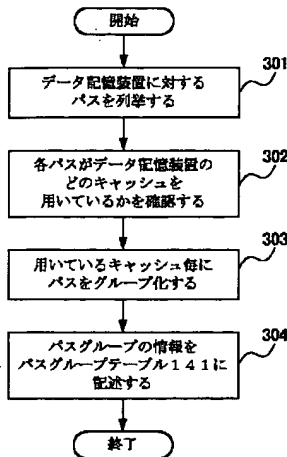 開始
データ記憶装置に対する
パスを列挙する
301
各パスがデータ記憶装置の
どのキャッシュを
用いているかを確認する
302
用いているキャッシュ毎に
パスをグループ化する
303
パスグループの情報を
パスグループテーブル141に
記述する
304
終了